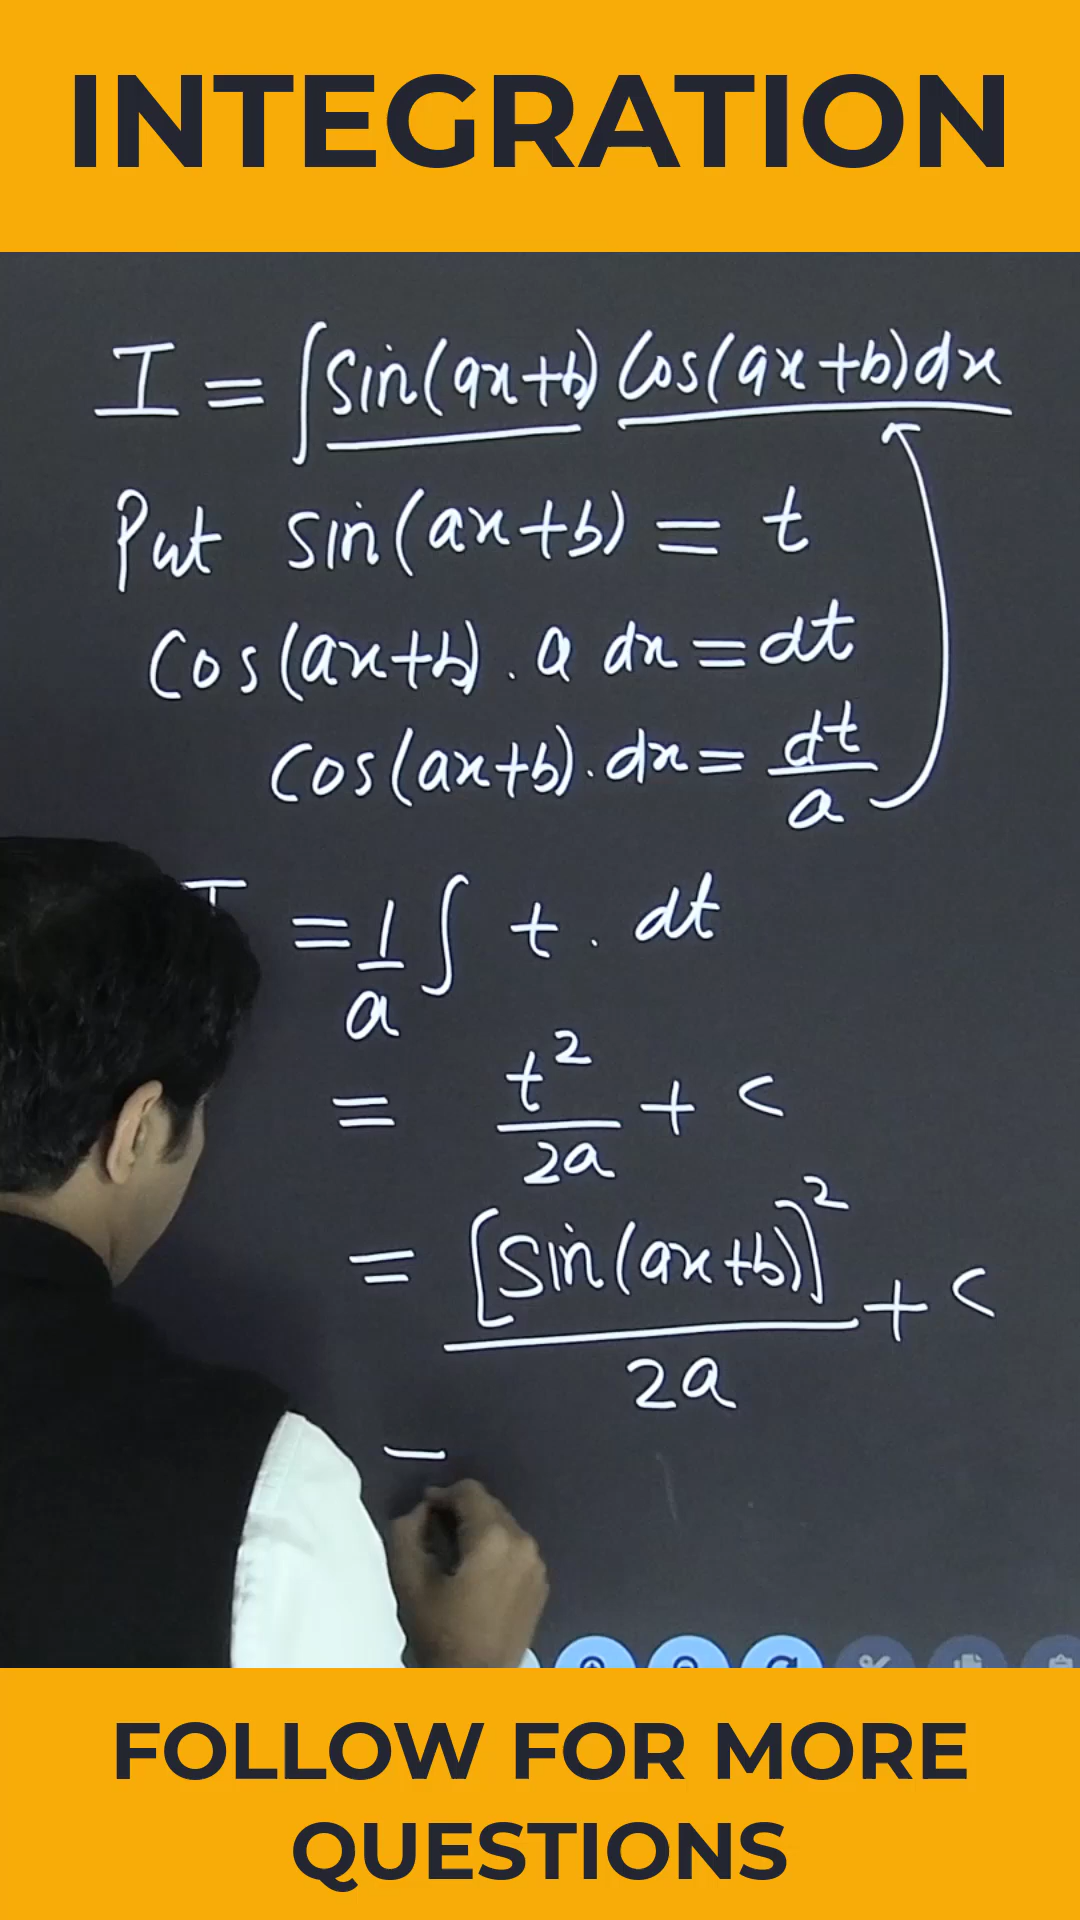 INTEGRATION
I = ∫sin(ax+b) cos(ax+b)dx
Put sin(ax+b) = t
cos(ax+b) . a dx = dt
cos(ax+b) . dx = dt/a
I = 1/a ∫ t . dt
= t²/2a + c
= [sin(ax+b)]²/2a + c
–
FOLLOW FOR MORE
QUESTIONS